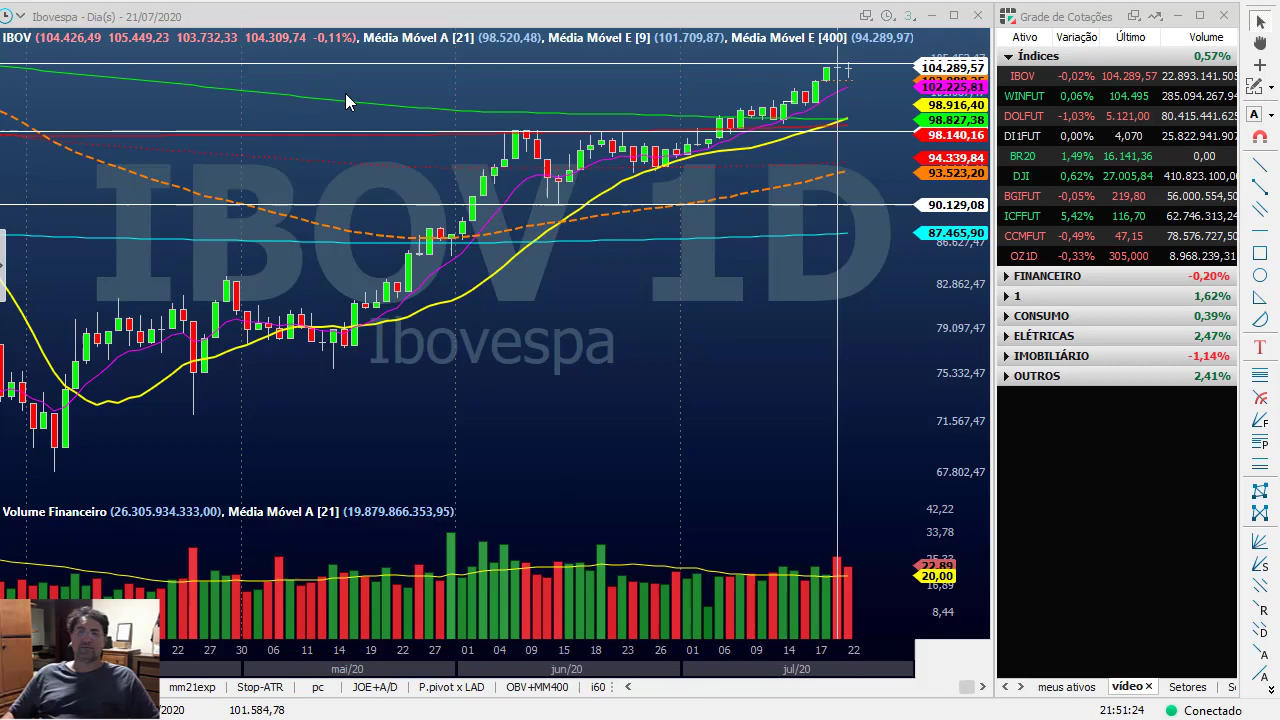 Ibovespa - Dia(s) - 21/07/2020
3
Grade de Cotações
IBOV (104.426,49 105.449,23 103.732,33 104.309,74 -0,11%), Média Móvel A [21] (98.520,48), Média Móvel E [9] (101.709,87), Média Móvel E [400] (94.289,97)
Ativo Variação Último Volume
Índices 0,57%
IBOV -0,02% 104.289,57 22.893.141.505
WINFUT 0,06% 104.495 285.094.267.94
DOLFUT -1,03% 5.121,00 80.415.441.625
DI1FUT 0,00% 4,070 25.822.941.907
BR20 1,49% 16.141,36 0,00
DJI 0,62% 27.005,84 410.823.100
BGIFUT -0,05% 219,80 56.000.554,50
ICFFUT 5,42% 116,70 62.746.313,24
CCMFUT -0,49% 47,15 78.576.727,50
OZ1D -0,33% 305,000 8.968.239,31
FINANCEIRO -0,20%
1 1,62%
CONSUMO 0,39%
ELÉTRICAS 2,47%
IMOBILIÁRIO -1,14%
OUTROS 2,41%
104.289,57
102.225,81
98.916,40
98.827,38
98.140,16
94.339,84
93.523,20
90.129,08
87.465,90
86.627,47
82.862,47
79.097,47
75.332,47
71.567,47
67.802,47
IBOV 1D
Ibovespa
Volume Financeiro (26.305.934.333,00), Média Móvel A [21] (19.879.866.353,95)
42,22
33,78
22,89
20,00
16,89
8,44
22 27 30 06 11 14 19 22 27 01 04 09 15 18 23 26 01 06 09 14 17 22
mai/20 jun/20 jul/20
mm21exp Stop-ATR pc JOE+A/D P.pivot x LAD OBV+MM400 i60
meus ativos vídeo Setores
/2020 101.584,78
21:51:24 Conectado